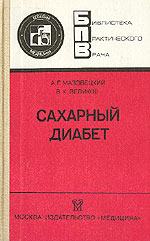 БИБЛИОТЕКА
ПРАКТИЧЕСКОГО
ВРАЧА
А.Г. МАЗОВЕЦКИЙ
В.К. ВЕЛИКОВ
САХАРНЫЙ
ДИАБЕТ
МОСКВА·ИЗДАТЕЛЬСТВО «МЕДИЦИНА»